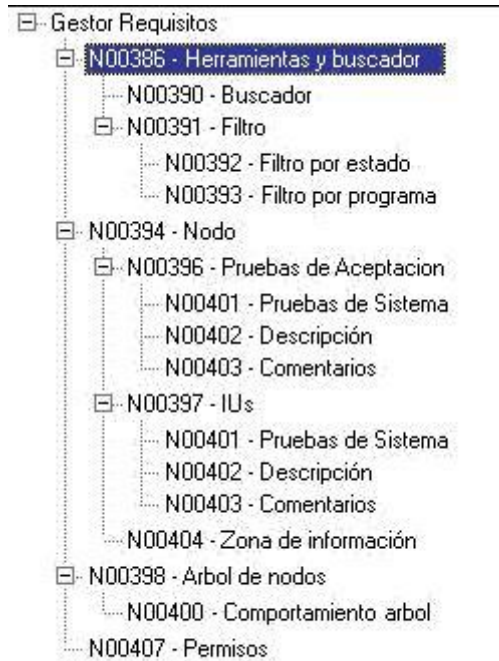 Gestor Requisitos
N00386 - Herramientas y buscador
N00390 - Buscador
N00391 - Filtro
N00392 - Filtro por estado
N00393 - Filtro por programa
N00394 - Nodo
N00396 - Pruebas de Aceptacion
N00401 - Pruebas de Sistema
N00402 - Descripción
N00403 - Comentarios
N00397 - IUs
N00401 - Pruebas de Sistema
N00402 - Descripción
N00403 - Comentarios
N00404 - Zona de información
N00398 - Arbol de nodos
N00400 - Comportamiento arbol
N00407 - Permisos